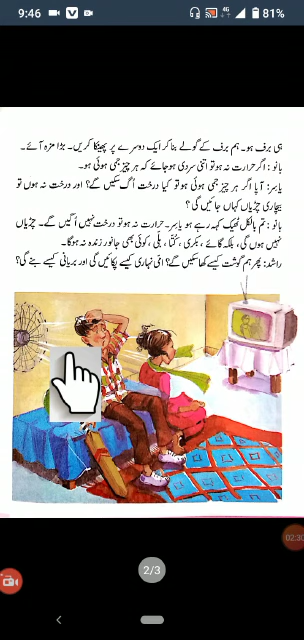 9:46
4G
81%
ہی برف ہو۔ ہم برف کے گولے بنا کر ایک دوسرے پر پھینکا کریں۔ بڑا مزہ آئے۔
بانو : اگر حرارت نہ ہو تو اتنی سردی ہو جائے کہ ہر چیز جمی ہوئی ہو۔
یاسر: آپا اگر ہر چیز جمی ہوئی ہو تو کیا درخت اُگ سکیں گے؟ اور درخت نہ ہوں تو
بیچاری چڑیاں کہاں جائیں گی؟
بانو : تم بالکل ٹھیک کہہ رہے ہو یاسر۔ حرارت نہ ہو تو درخت نہیں اُگیں گے۔ چڑیاں
نہیں ہوں گی، بلکہ گائے، بکری، کُتّا، بلّی، کوئی بھی جانور زندہ نہ ہوگا۔
راشد: پھر ہم گوشت کیسے کھا سکیں گے؟ امّی نہاری کیسے پکائیں گی اور بریانی کیسے بنے گی؟
02:30
2/3